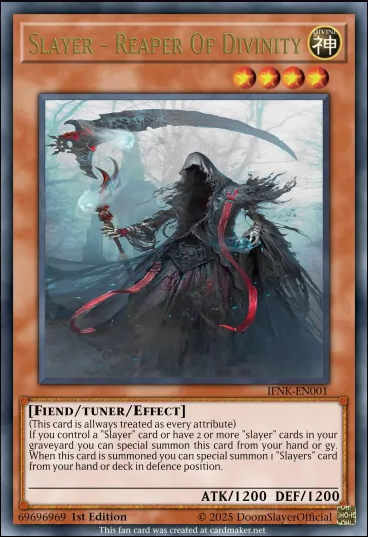 Slayer - Reaper Of Divinity
DIVINE
神
IFNK-EN001
[Fiend/Tuner/Effect]
(This card is allways treated as every attribute)
If you control a "Slayer" card or have 2 or more "slayer" cards in your
graveyard you can special summon this card from your hand or gy.
When this card is summoned you can special summon 1 "Slayers" card
from your hand or deck in defence position.
ATK/1200 DEF/1200
69696969 1st Edition
© 2025 DoomSlayerOfficial
This fan card was created at cardmaker.net